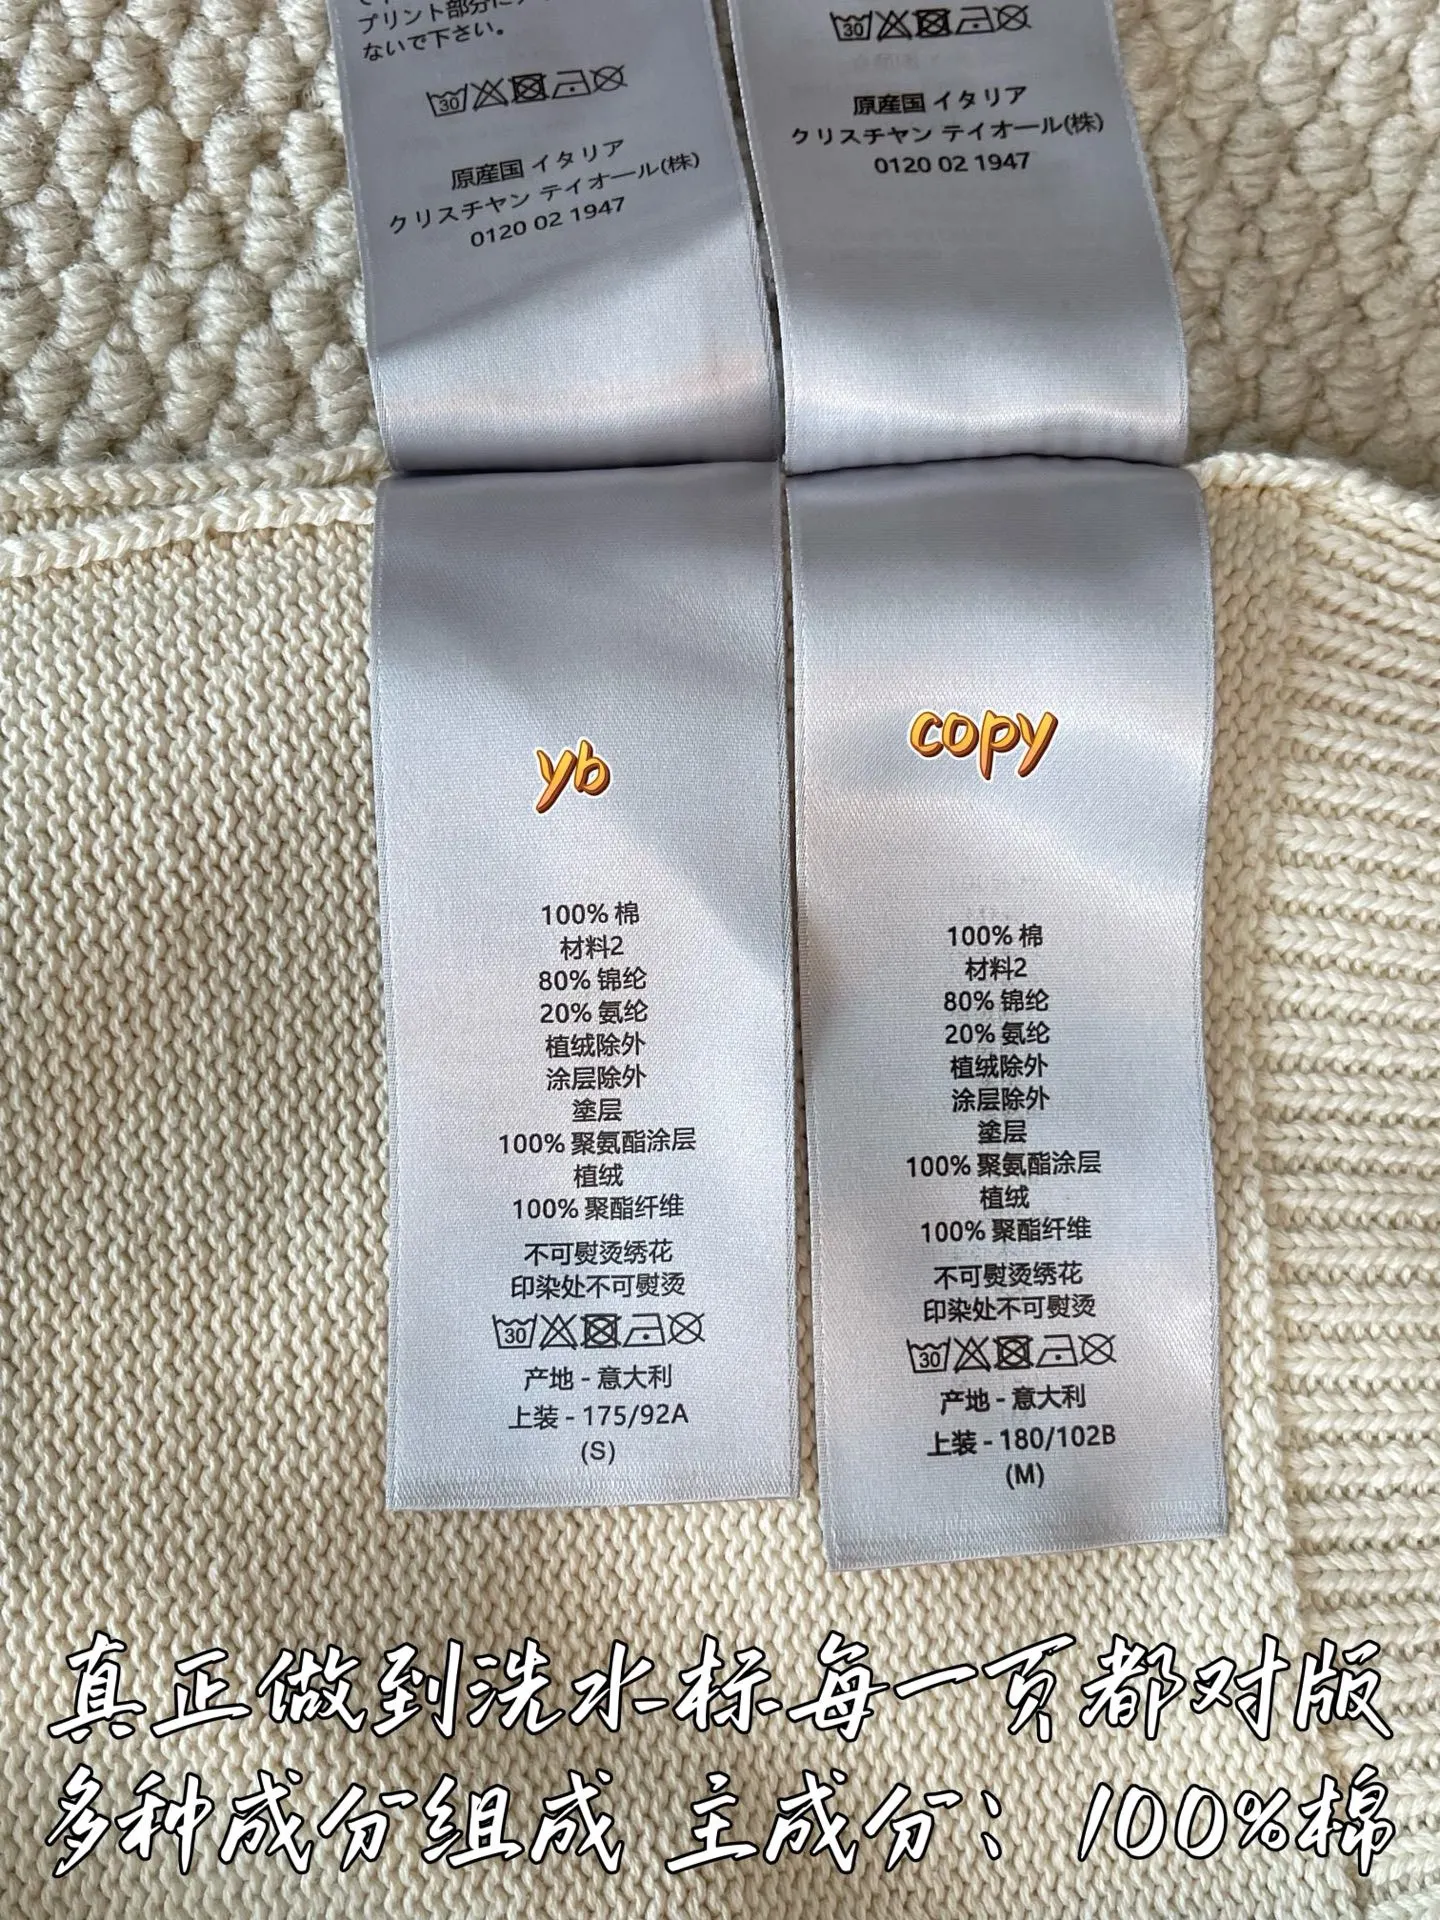 プリント部分に
ないで下さい。
30
原産国 イタリア
クリスチャン テイオール(株)
0120 02 1947
30
原産国 イタリア
クリスチャン テイオール(株)
0120 02 1947
yb
100% 棉
材料2
80% 锦纶
20% 氨纶
植绒除外
涂层除外
塗层
100% 聚氨酯涂层
植绒
100% 聚酯纤维
不可熨烫绣花
印染处不可熨烫
30
产地 - 意大利
上装 - 175/92A
(S)
copy
100% 棉
材料2
80% 锦纶
20% 氨纶
植绒除外
涂层除外
塗层
100% 聚氨酯涂层
植绒
100% 聚酯纤维
不可熨烫绣花
印染处不可熨烫
30
产地 - 意大利
上装 - 180/102B
(M)
真正做到洗水标每一页都对版
多种成分组成 主成分：100%棉